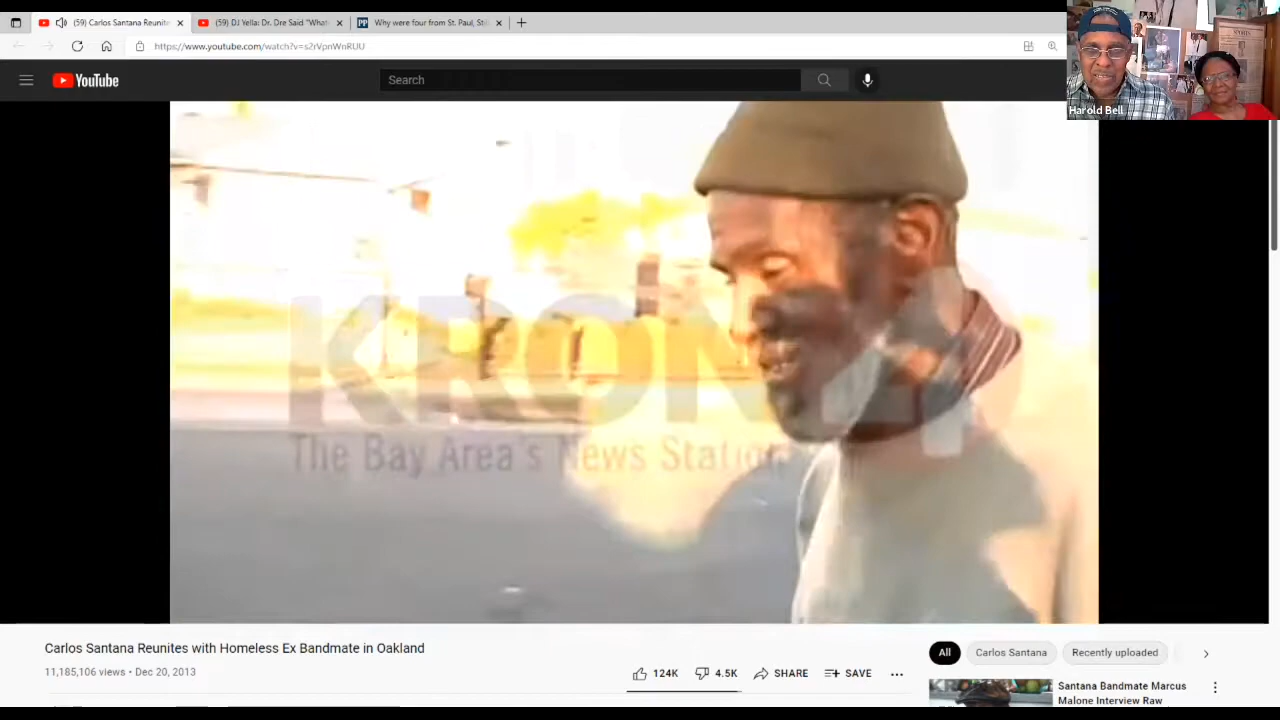 (59) Carlos Santana Reunite
(59) DJ Yella: Dr. Dre Said "What
Why were four from St. Paul, Sti
https://www.youtube.com/watch?v=s2rVpnWnRUU
YouTube
Search
Harold Bell
SPORTS
KRON 4
The Bay Area's News Station
Carlos Santana Reunites with Homeless Ex Bandmate in Oakland
11,185,106 views • Dec 20, 2013
124K
4.5K
SHARE
SAVE
All
Carlos Santana
Recently uploaded
Santana Bandmate Marcus
Malone Interview Raw